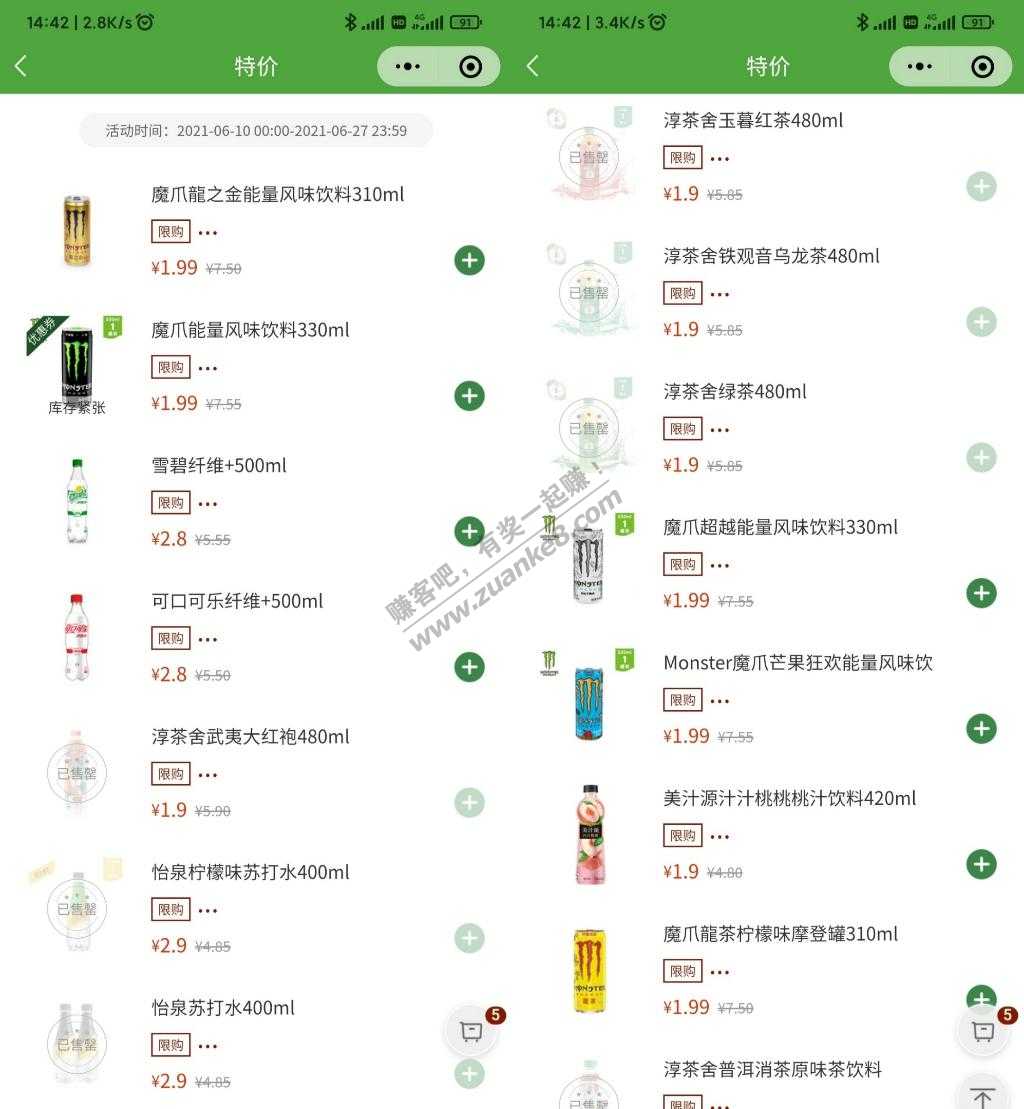 14:42 | 2.8K/s
HD 4G 91
特价
活动时间：2021-06-10 00:00-2021-06-27 23:59
魔爪龍之金能量风味饮料310ml
限购 •••
¥1.99 ¥7.50
优惠券
魔爪能量风味饮料330ml
限购 •••
库存紧张
¥1.99 ¥7.55
雪碧纤维+500ml
限购 •••
¥2.8 ¥5.55
可口可乐纤维+500ml
限购 •••
¥2.8 ¥5.50
淳茶舍武夷大红袍480ml
已售罄
限购 •••
¥1.9 ¥5.90
怡泉柠檬味苏打水400ml
已售罄
限购 •••
¥2.9 ¥4.85
怡泉苏打水400ml
已售罄
限购 •••
¥2.9 ¥4.85
5
14:42 | 3.4K/s
HD 4G 91
特价
淳茶舍玉暮红茶480ml
已售罄
限购 •••
¥1.9 ¥5.85
淳茶舍铁观音乌龙茶480ml
已售罄
限购 •••
¥1.9 ¥5.85
淳茶舍绿茶480ml
已售罄
限购 •••
¥1.9 ¥5.85
魔爪超越能量风味饮料330ml
限购 •••
¥1.99 ¥7.55
Monster魔爪芒果狂欢能量风味饮
限购 •••
¥1.99 ¥7.55
美汁源汁汁桃桃桃汁饮料420ml
限购 •••
¥1.9 ¥4.80
魔爪龍茶柠檬味摩登罐310ml
限购 •••
¥1.99 ¥7.50
淳茶舍普洱消茶原味茶饮料
已售罄
限购 •••
5
赚客吧，有奖一起赚！
www.zuanke8.com